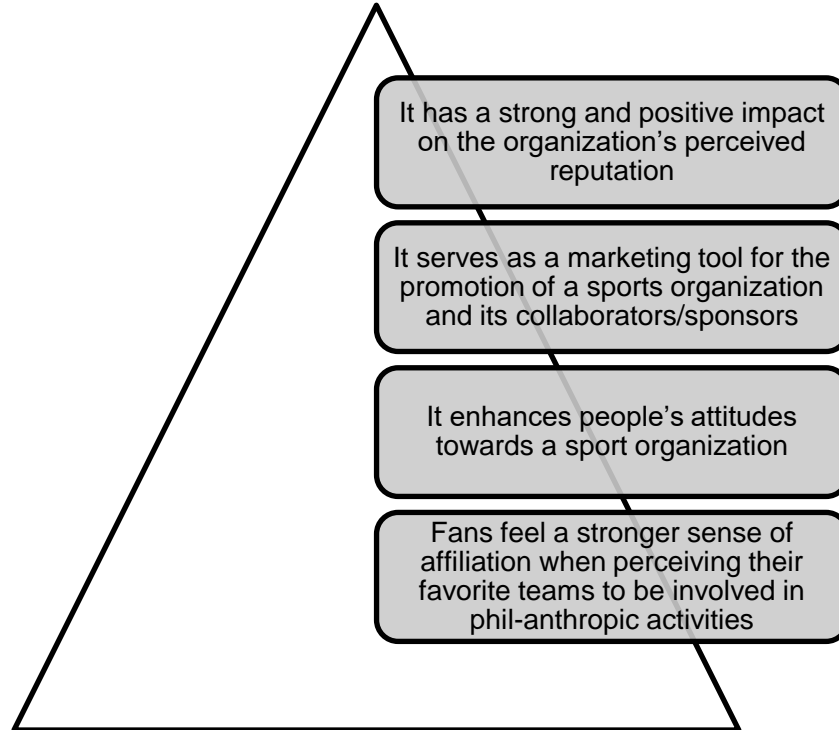 It has a strong and positive impact
on the organization’s perceived
reputation
It serves as a marketing tool for the
promotion of a sports organization
and its collaborators/sponsors
It enhances people’s attitudes
towards a sport organization
Fans feel a stronger sense of
affiliation when perceiving their
favorite teams to be involved in
phil-anthropic activities